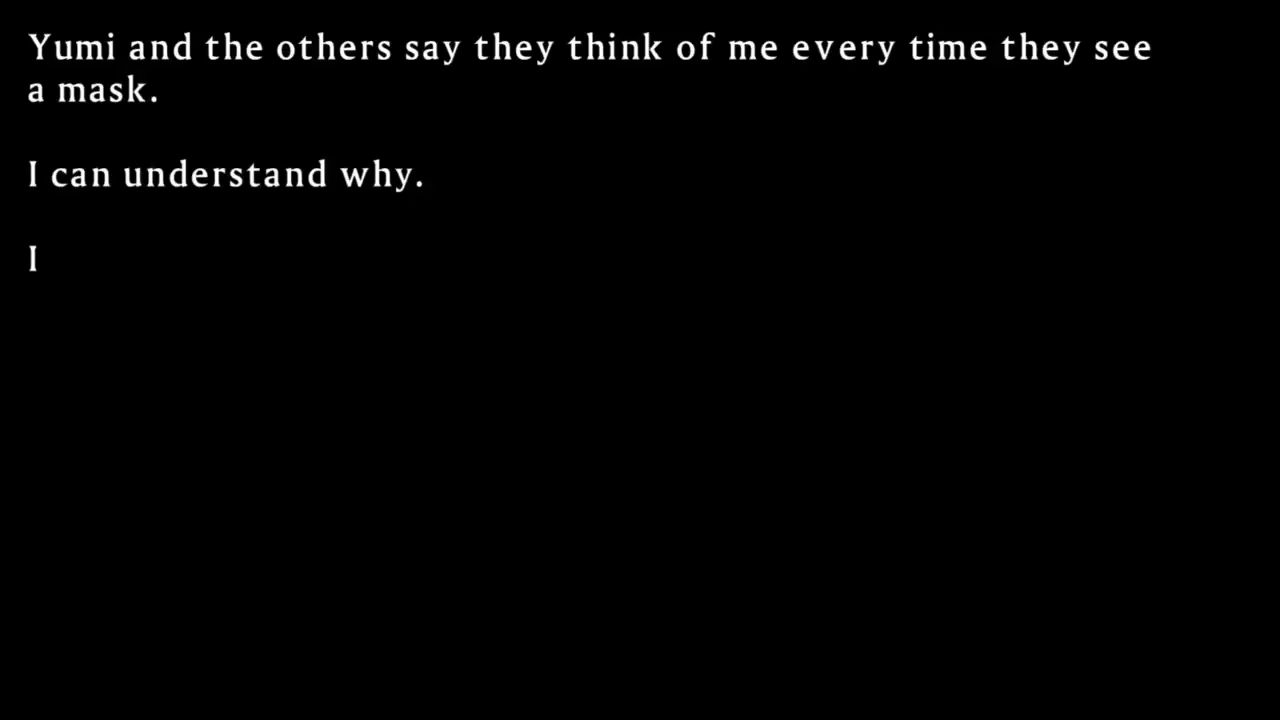 Yumi and the others say they think of me every time they see
a mask.
I can understand why.
I